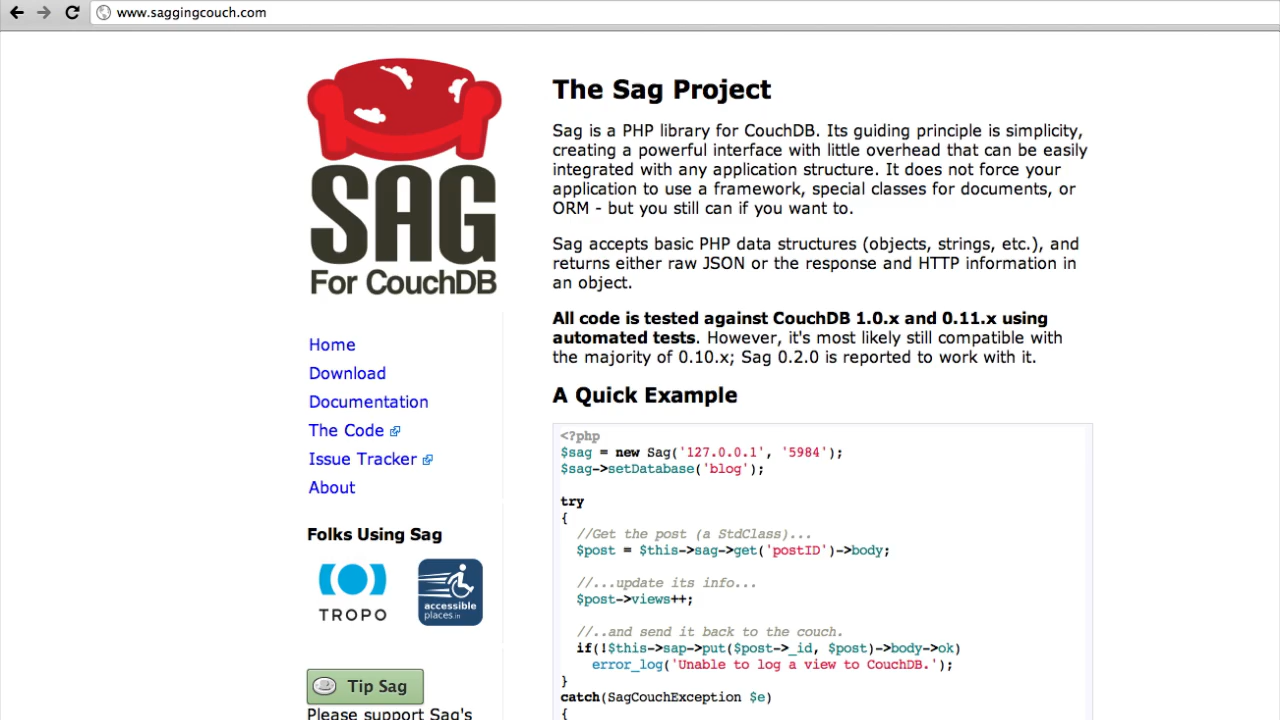 www.saggingcouch.com
SAG
For CouchDB
Home
Download
Documentation
The Code
Issue Tracker
About
Folks Using Sag
TROPO
accessible
places.in
Tip Sag
Please support Sag's
The Sag Project
Sag is a PHP library for CouchDB. Its guiding principle is simplicity,
creating a powerful interface with little overhead that can be easily
integrated with any application structure. It does not force your
application to use a framework, special classes for documents, or
ORM - but you still can if you want to.
Sag accepts basic PHP data structures (objects, strings, etc.), and
returns either raw JSON or the response and HTTP information in
an object.
All code is tested against CouchDB 1.0.x and 0.11.x using
automated tests. However, it's most likely still compatible with
the majority of 0.10.x; Sag 0.2.0 is reported to work with it.
A Quick Example
<?php
$sag = new Sag('127.0.0.1', '5984');
$sag->setDatabase('blog');
try
{
//Get the post (a StdClass)...
$post = $this->sag->get('postID')->body;
//...update its info...
$post->views++;
//..and send it back to the couch.
if(!$this->sap->put($post->_id, $post)->body->ok)
error_log('Unable to log a view to CouchDB.');
}
catch(SagCouchException $e)
{